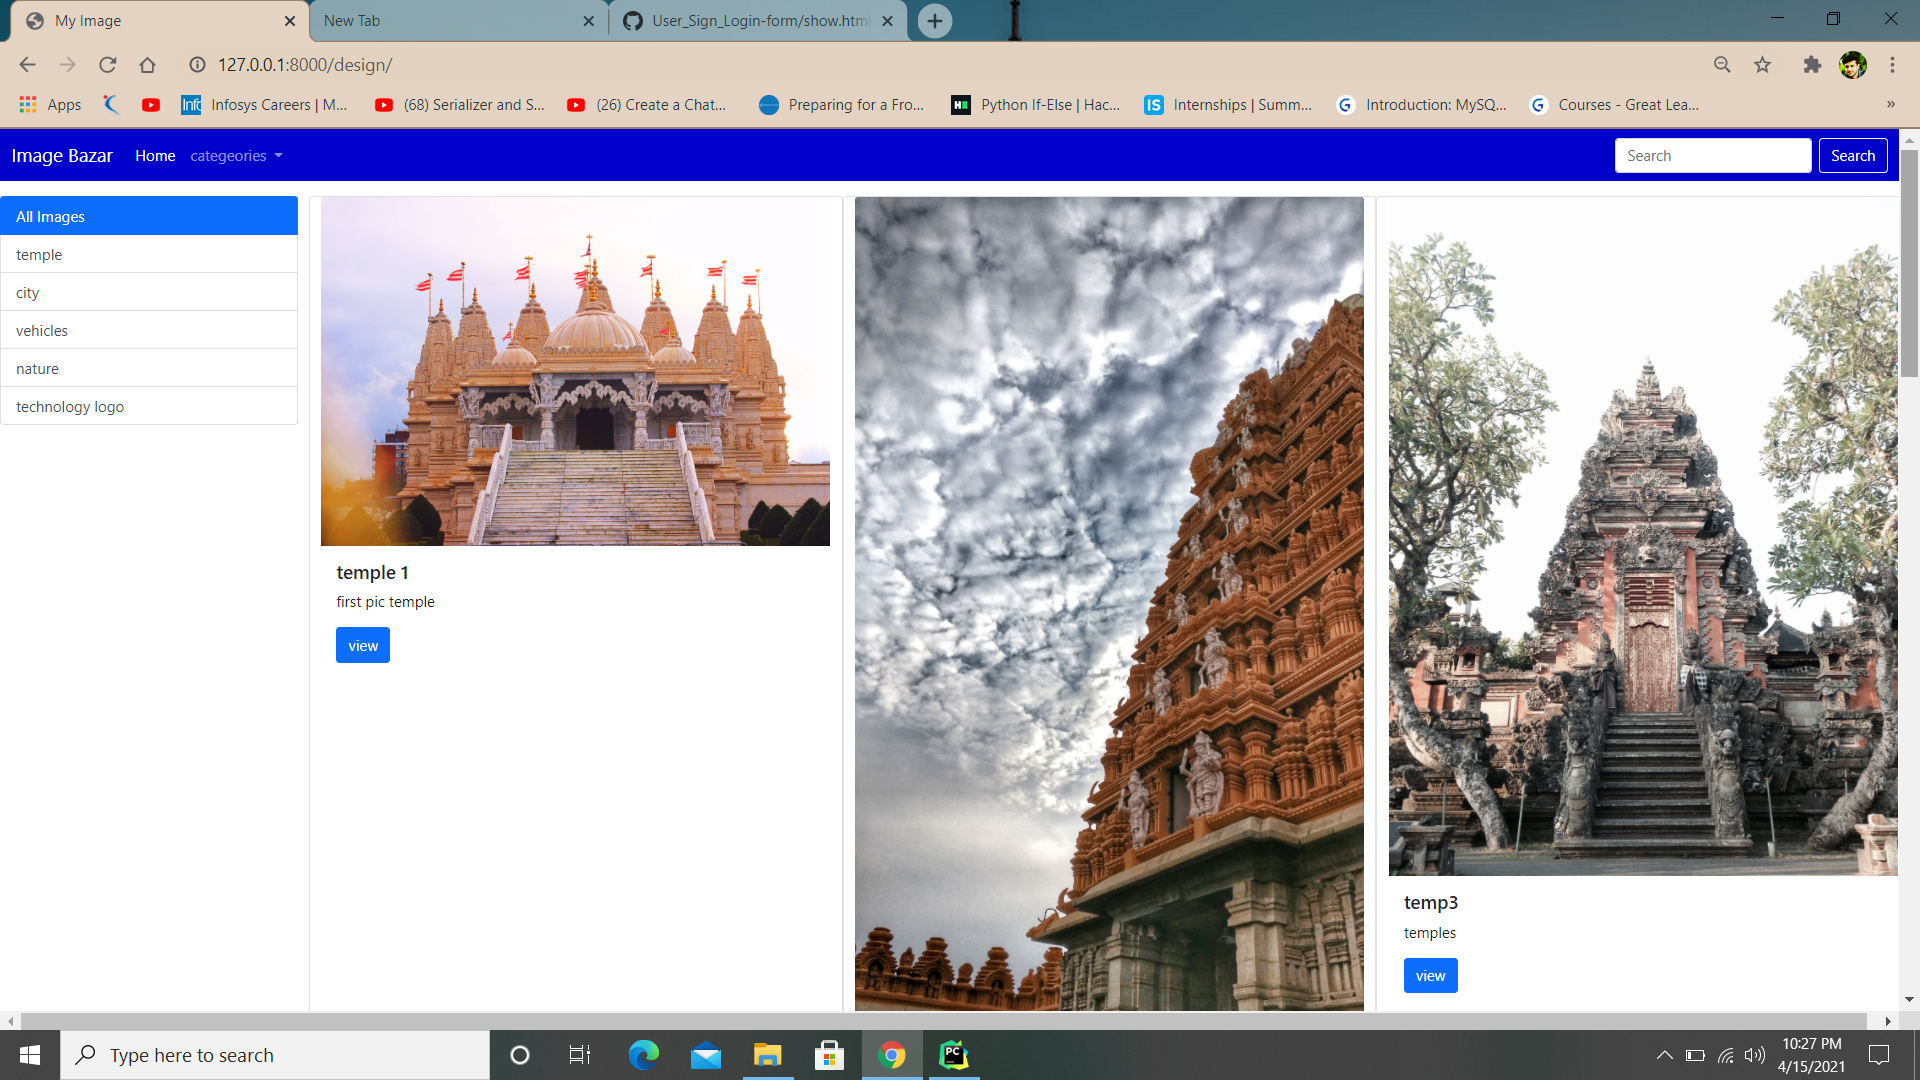 My Image
New Tab
User_Sign_Login-form/show.html
127.0.0.1:8000/design/
Apps
Info
Infosys Careers | M...
(68) Serializer and S...
(26) Create a Chat...
Preparing for a Fro...
H
Python If-Else | Hac...
IS
Internships | Summ...
G
Introduction: MySQ...
G
Courses - Great Lea...
»
Image Bazar
Home
categeories
Search
Search
All Images
temple
city
vehicles
nature
technology logo
temple 1
first pic temple
view
temp3
temples
view
Type here to search
PC
10:27 PM
4/15/2021